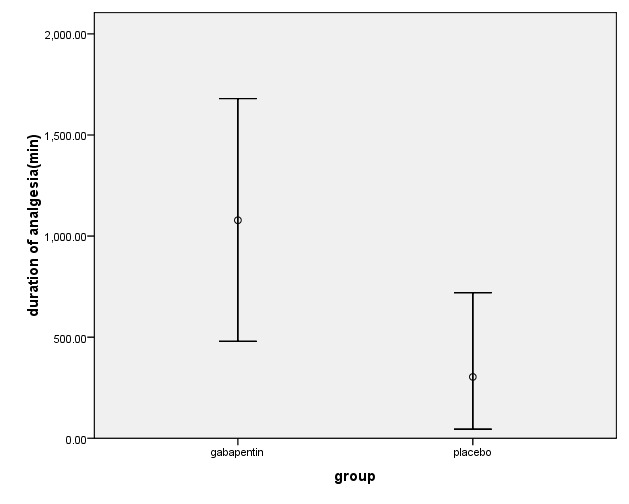 2,000.00
1,500.00
1,000.00
500.00
0.00
duration of analgesia(min)
gabapentin
placebo
group